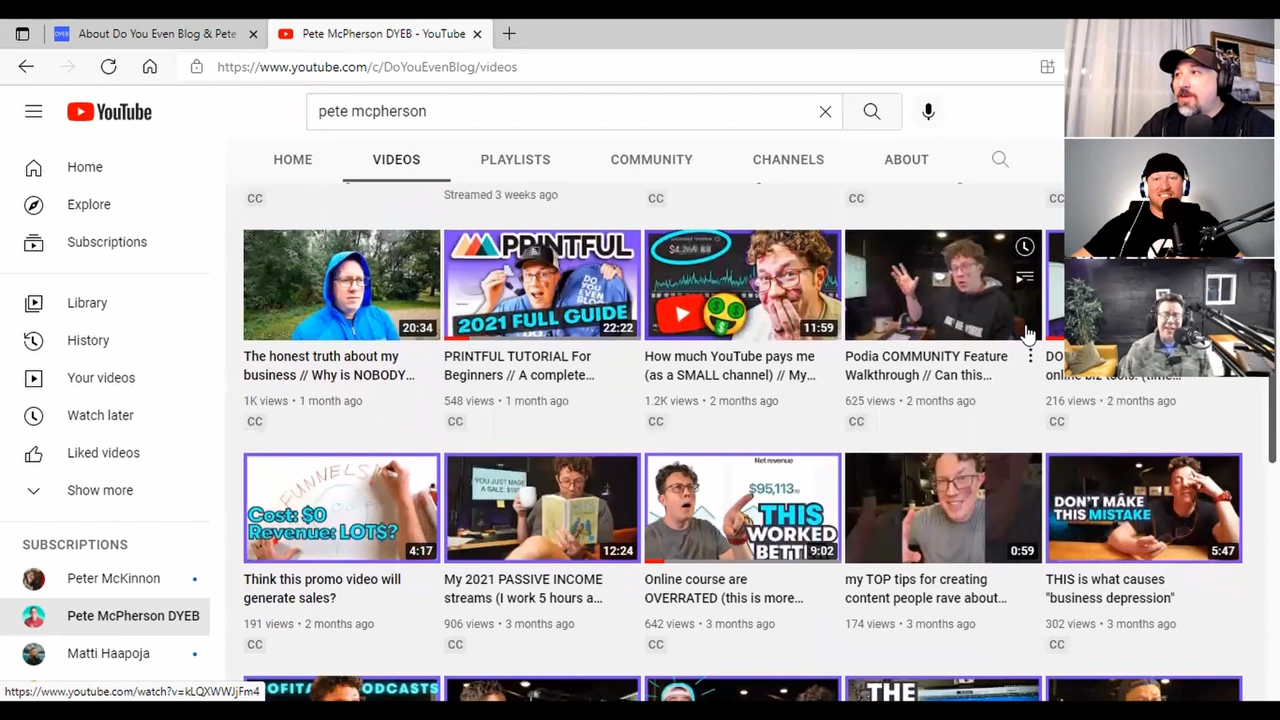 About Do You Even Blog & Pete
Pete McPherson DYEB - YouTube
https://www.youtube.com/c/DoYouEvenBlog/videos
YouTube
pete mcpherson
HOME
VIDEOS
PLAYLISTS
COMMUNITY
CHANNELS
ABOUT
Home
Explore
Subscriptions
Library
History
Your videos
Watch later
Liked videos
Show more
SUBSCRIPTIONS
Peter McKinnon
Pete McPherson DYEB
Matti Haapoja
CC
Streamed 3 weeks ago
CC
CC
CC
20:34
The honest truth about my
business // Why is NOBODY...
1K views • 1 month ago
CC
PRINTFUL
DO YOU EVEN BLOG
2021 FULL GUIDE
22:22
PRINTFUL TUTORIAL For
Beginners // A complete...
548 views • 1 month ago
CC
11:59
How much YouTube pays me
(as a SMALL channel) // My...
1.2K views • 2 months ago
CC
Podia COMMUNITY Feature
Walkthrough // Can this...
625 views • 2 months ago
CC
DO
online biz tools. (time...
216 views • 2 months ago
CC
FUNNELS
Cost: $0
Revenue: LOTS?
4:17
Think this promo video will
generate sales?
191 views • 2 months ago
CC
YOU JUST MADE
A SALE:
12:24
My 2021 PASSIVE INCOME
streams (I work 5 hours a...
906 views • 3 months ago
CC
Net revenue
$95,113
THIS
WORKED
BETT
9:02
Online course are
OVERRATED (this is more...
642 views • 3 months ago
CC
0:59
my TOP tips for creating
content people rave about...
174 views • 3 months ago
CC
DON'T MAKE
THIS MISTAKE
5:47
THIS is what causes
"business depression"
302 views • 3 months ago
CC
PODCASTS
THE
https://www.youtube.com/watch?v=kLQXWWJjFm4